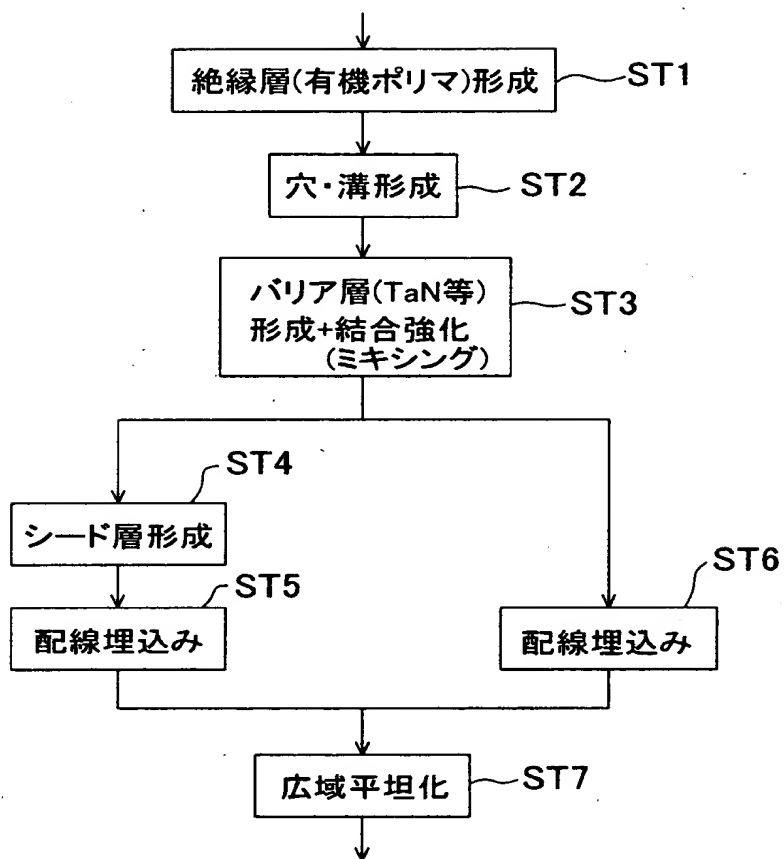 絶縁層(有機ポリマ)形成
ST1
穴・溝形成
ST2
バリア層(TaN等)
形成+結合強化
(ミキシング)
ST3
ST4
シード層形成
ST5
配線埋込み
ST6
配線埋込み
広域平坦化
ST7